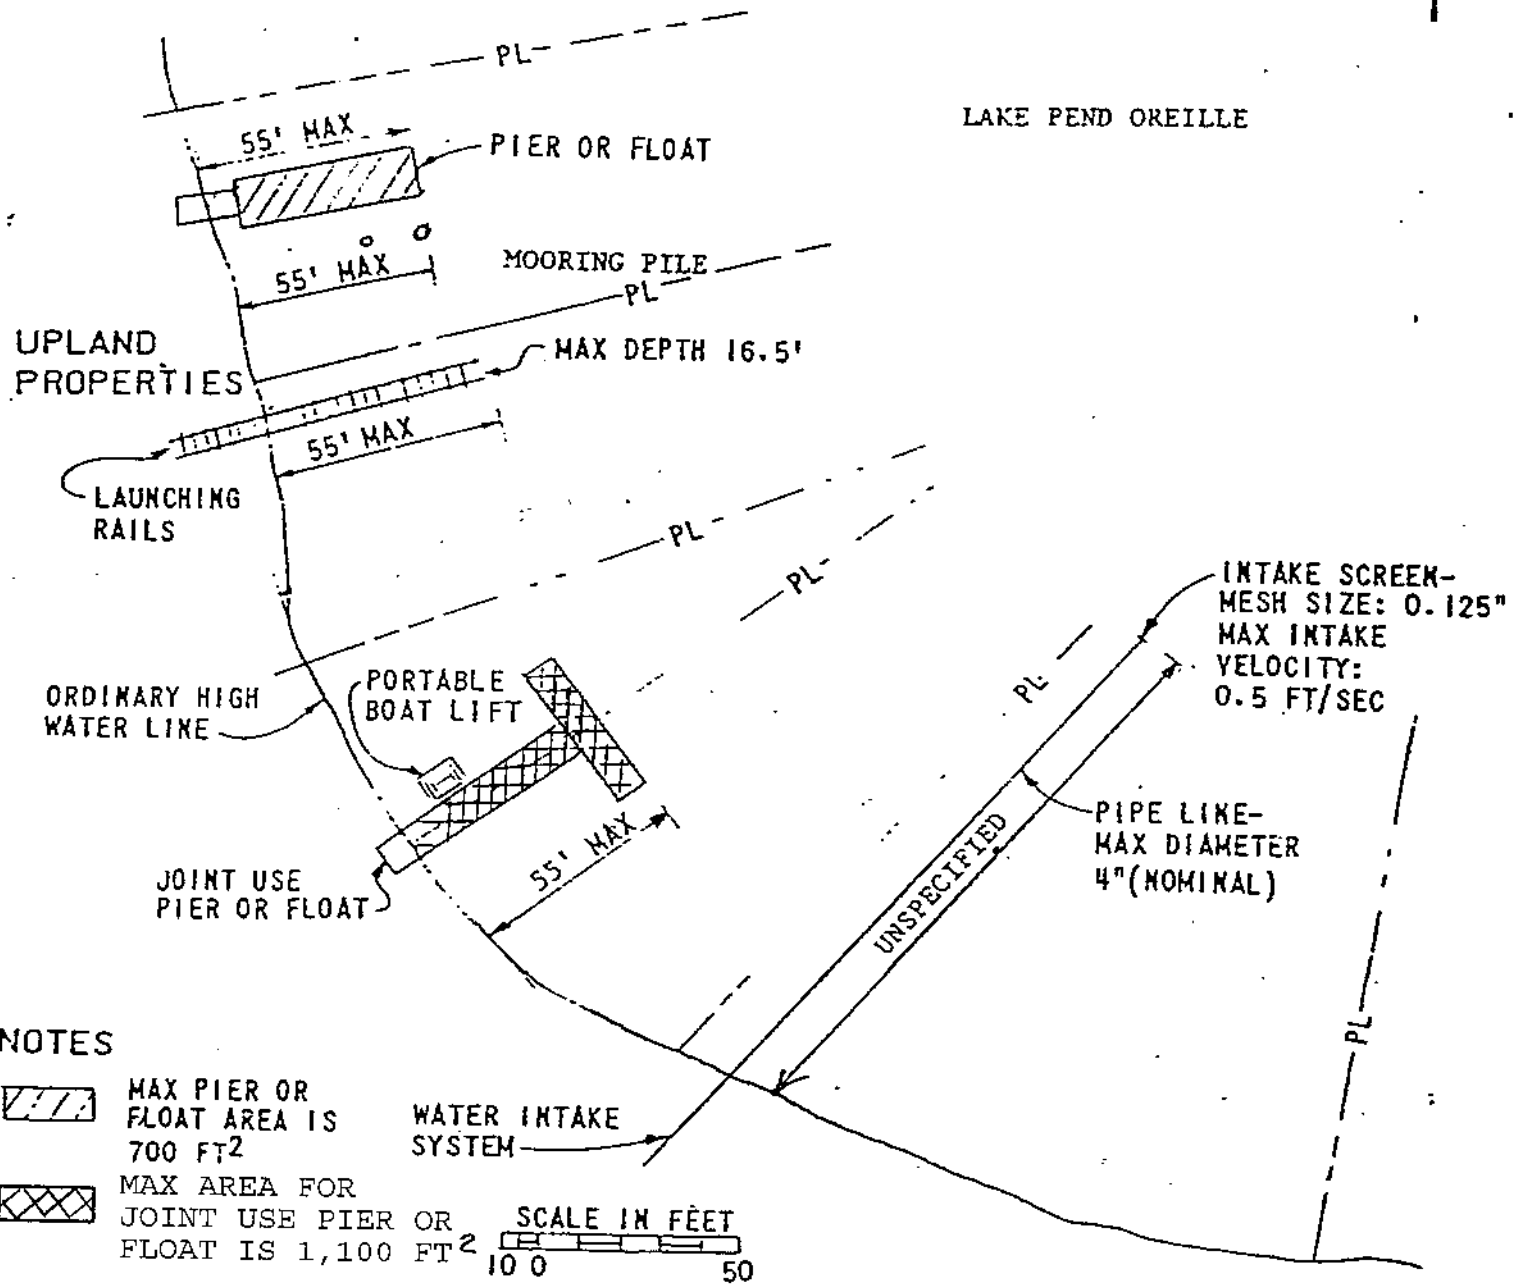 PL
LAKE PEND OREILLE
55' MAX
PIER OR FLOAT
55' MAX
MOORING PILE
PL
UPLAND
PROPERTIES
MAX DEPTH 16.5'
55' MAX
LAUNCHING
RAILS
PL
PL
INTAKE SCREEN-
MESH SIZE: 0.125"
MAX INTAKE
VELOCITY:
0.5 FT/SEC
ORDINARY HIGH
WATER LINE
PORTABLE
BOAT LIFT
PL
PIPE LINE-
MAX DIAMETER
4"(NOMINAL)
55' MAX
UNSPECIFIED
JOINT USE
PIER OR FLOAT
PL
NOTES
MAX PIER OR
FLOAT AREA IS
700 FT2
WATER INTAKE
SYSTEM
MAX AREA FOR
JOINT USE PIER OR
FLOAT IS 1,100 FT2
SCALE IN FEET
10 0 50